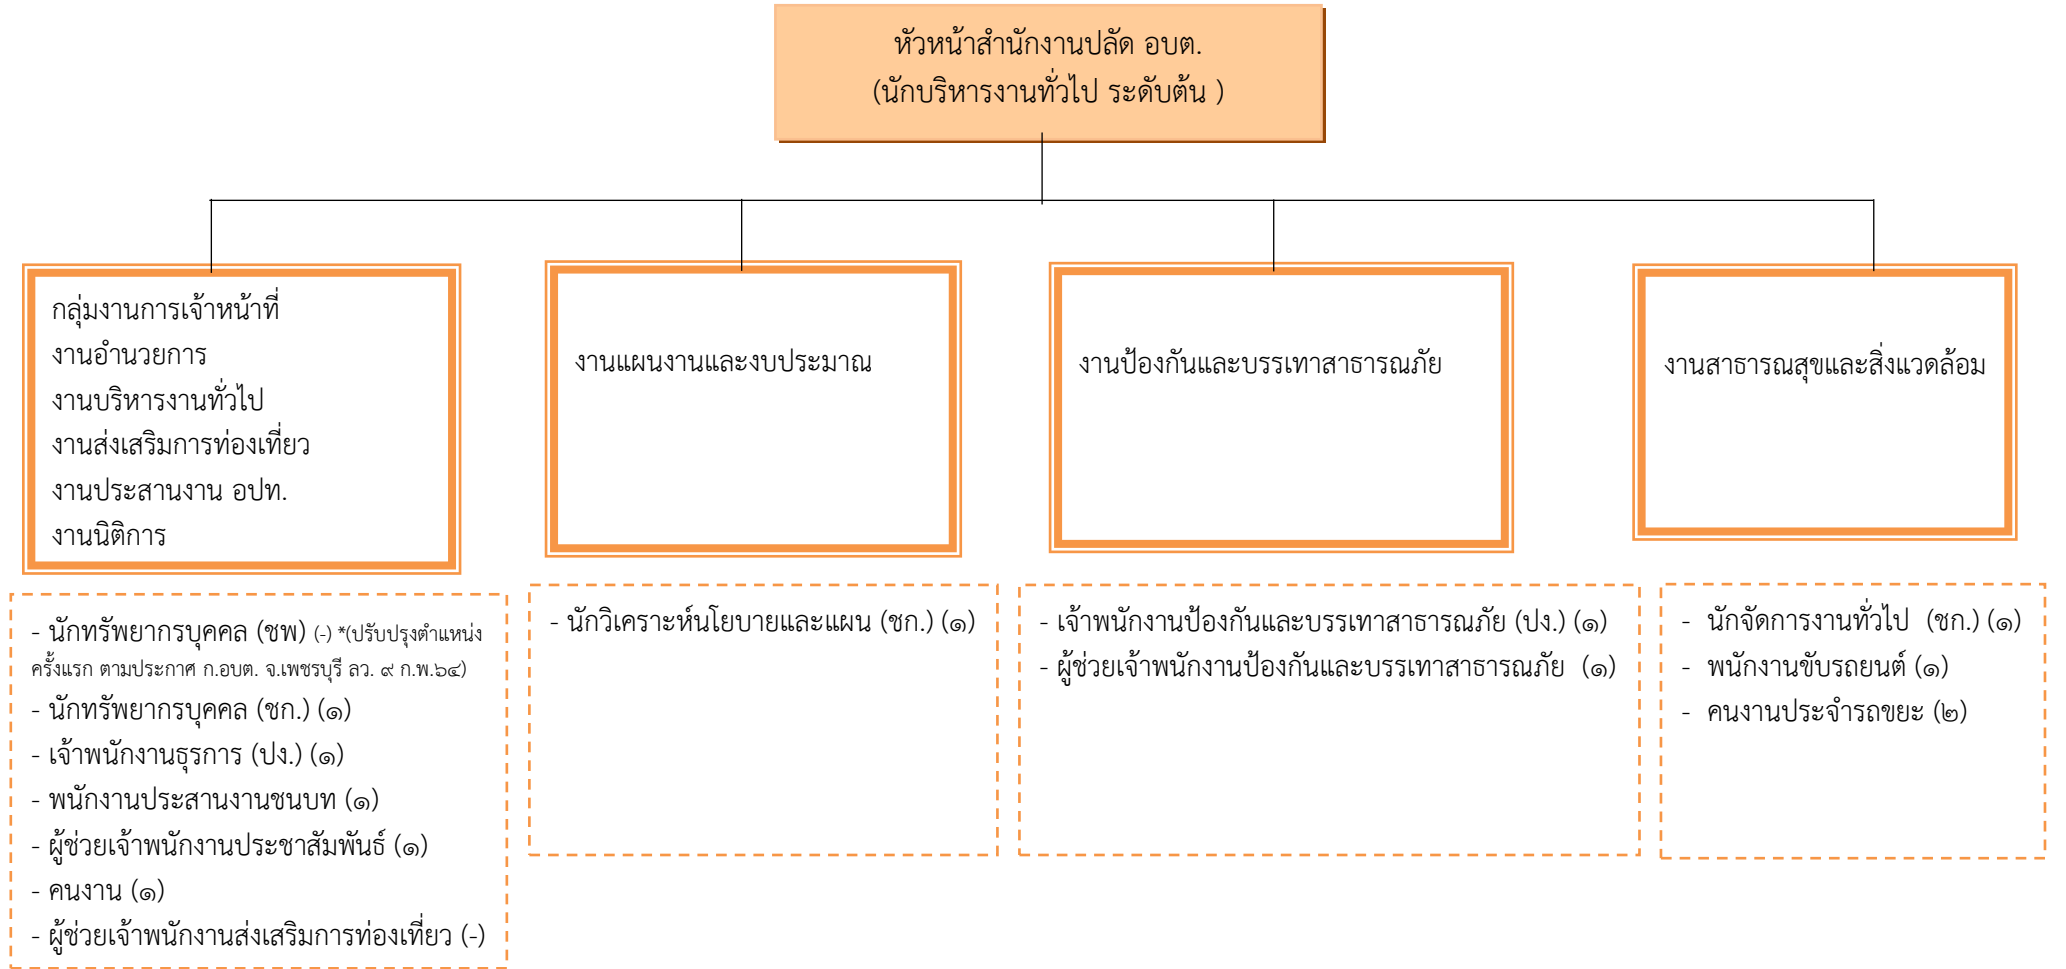 หัวหน้าสำนักงานปลัด อบต.
(นักบริหารงานทั่วไป ระดับต้น )
กลุ่มงานการเจ้าหน้าที่
งานอำนวยการ
งานบริหารงานทั่วไป
งานส่งเสริมการท่องเที่ยว
งานประสานงาน อปท.
งานนิติการ
งานแผนงานและงบประมาณ
งานป้องกันและบรรเทาสาธารณภัย
งานสาธารณสุขและสิ่งแวดล้อม
- นักทรัพยากรบุคคล (ชพ) (-) *(ปรับปรุงตำแหน่ง
ครั้งแรก ตามประกาศ ก.อบต. จ.เพชรบุรี ลว. ๙ ก.พ.๖๔)
- นักทรัพยากรบุคคล (ชก.) (๑)
- เจ้าพนักงานธุรการ (ปง.) (๑)
- พนักงานประสานงานชนบท (๑)
- ผู้ช่วยเจ้าพนักงานประชาสัมพันธ์ (๑)
- คนงาน (๑)
- ผู้ช่วยเจ้าพนักงานส่งเสริมการท่องเที่ยว (-)
- นักวิเคราะห์นโยบายและแผน (ชก.) (๑)
- เจ้าพนักงานป้องกันและบรรเทาสาธารณภัย (ปง.) (๑)
- ผู้ช่วยเจ้าพนักงานป้องกันและบรรเทาสาธารณภัย (๑)
- นักจัดการงานทั่วไป (ชก.) (๑)
- พนักงานขับรถยนต์ (๑)
- คนงานประจำรถขยะ (๒)